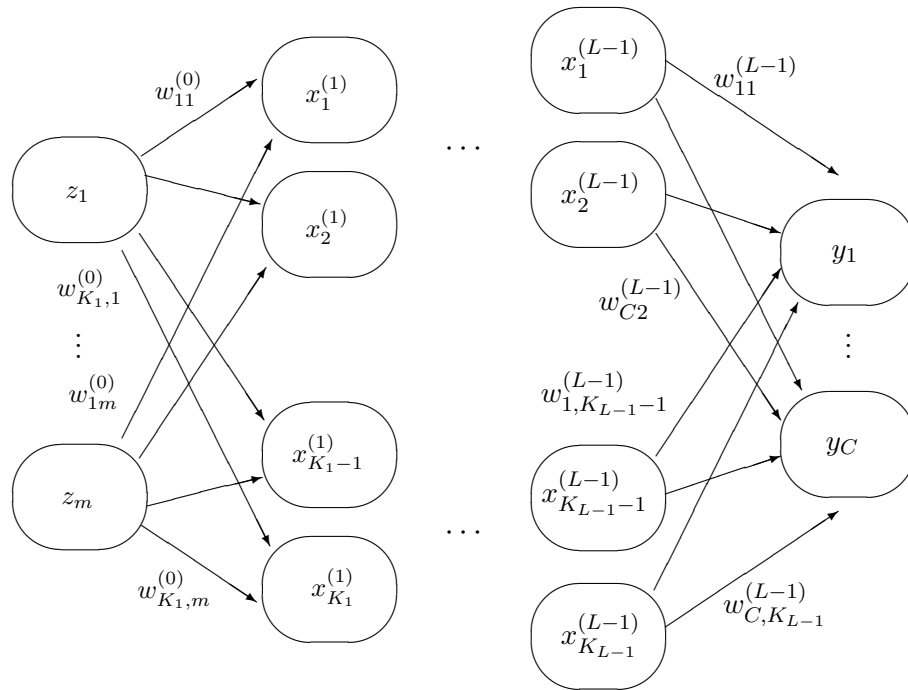 x_1^{(L-1)}
w_{11}^{(L-1)}
w_{11}^{(0)}
x_1^{(1)}
...
z_1
x_2^{(1)}
x_2^{(L-1)}
y_1
w_{K_1,1}^{(0)}
w_{C2}^{(L-1)}
⋮
⋮
w_{1m}^{(0)}
w_{1,K_{L-1}-1}^{(L-1)}
x_{K_1-1}^{(1)}
y_C
z_m
x_{K_{L-1}-1}^{(L-1)}
...
w_{K_1,m}^{(0)}
x_{K_1}^{(1)}
w_{C,K_{L-1}}^{(L-1)}
x_{K_{L-1}}^{(L-1)}